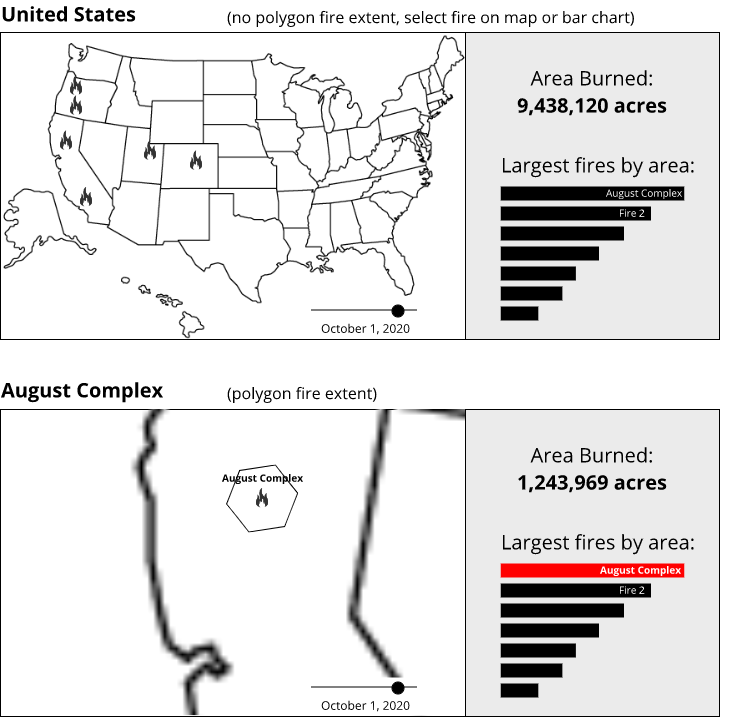 United States
(no polygon fire extent, select fire on map or bar chart)
Area Burned:
9,438,120 acres
Largest fires by area:
August Complex
Fire 2
October 1, 2020
August Complex
(polygon fire extent)
August Complex
Area Burned:
1,243,969 acres
Largest fires by area:
August Complex
Fire 2
October 1, 2020